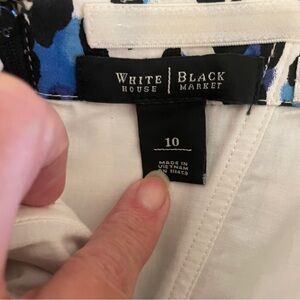 WHITE BLACK
HOUSE MARKET
10
MADE IN
VIETNAM